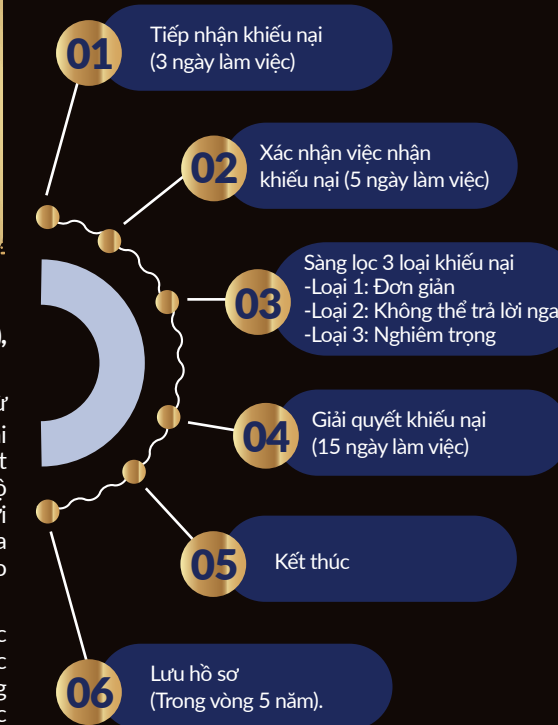 01
Tiếp nhận khiếu nại
(3 ngày làm việc)
02
Xác nhận việc nhận
khiếu nại (5 ngày làm việc)
03
Sàng lọc 3 loại khiếu nại
-Loại 1: Đơn giản
-Loại 2: Không thể trả lời
-Loại 3: Nghiêm trọng
04
Giải quyết khiếu nại
(15 ngày làm việc)
05
Kết thúc
06
Lưu hồ sơ
(Trong vòng 5 năm).